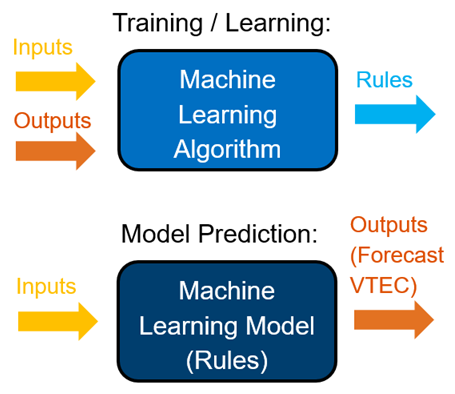 Training / Learning:
Inputs
Outputs
Machine
Learning
Algorithm
Rules
Model Prediction:
Inputs
Machine
Learning Model
(Rules)
Outputs
(Forecast
VTEC)